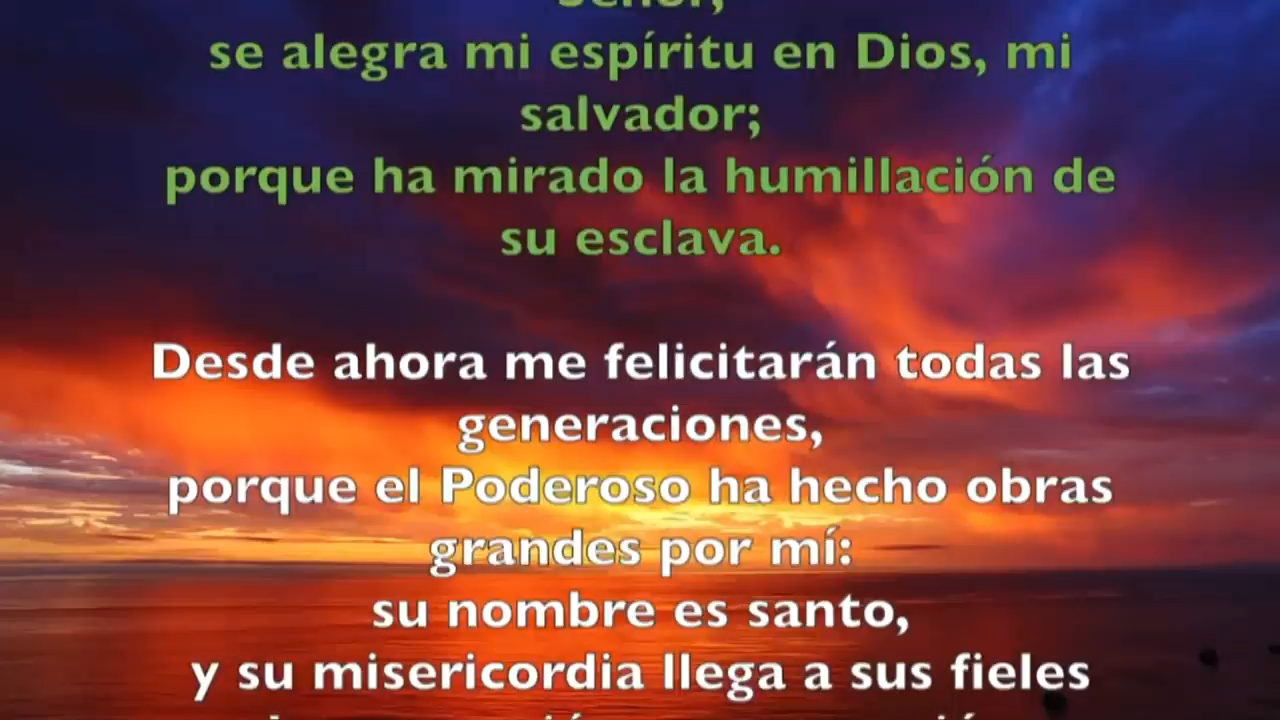 Señor,
se alegra mi espíritu en Dios, mi
salvador;
porque ha mirado la humillación de
su esclava.
Desde ahora me felicitarán todas las
generaciones,
porque el Poderoso ha hecho obras
grandes por mí:
su nombre es santo,
y su misericordia llega a sus fieles